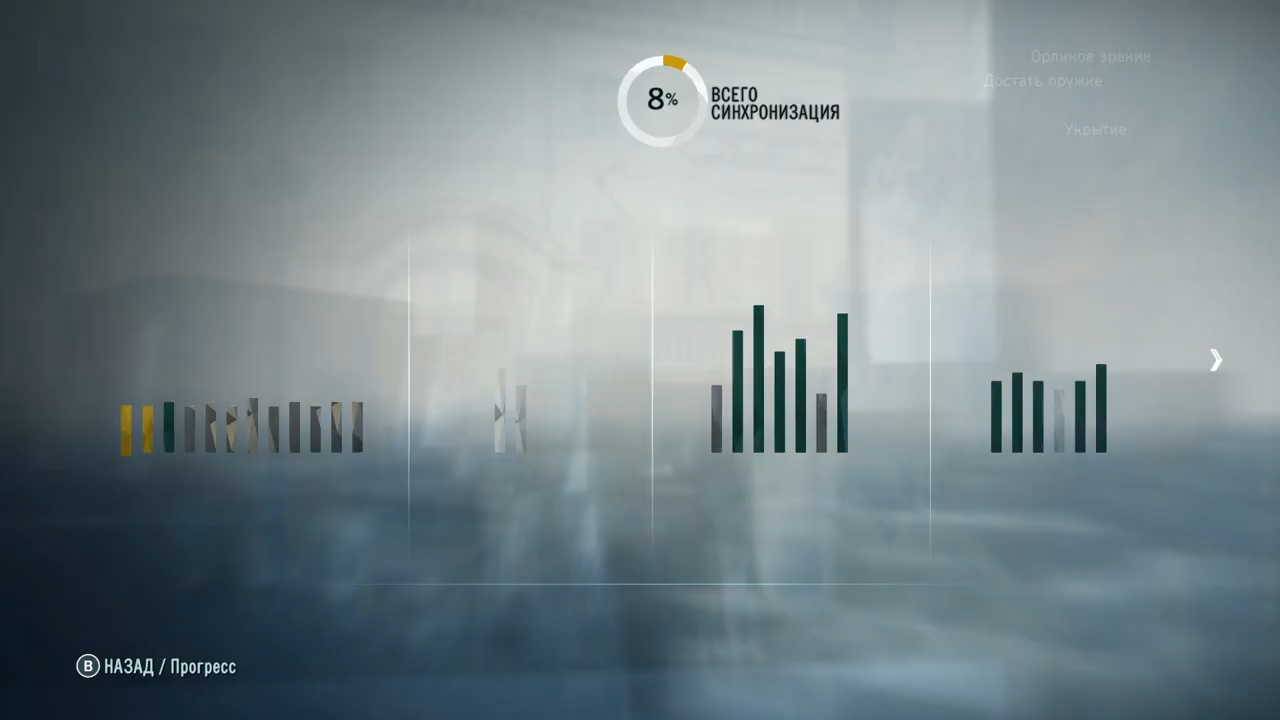 Орлиное зрение
Достать оружие
Укрытие
8%
ВСЕГО
СИНХРОНИЗАЦИЯ
B НАЗАД / Прогресс